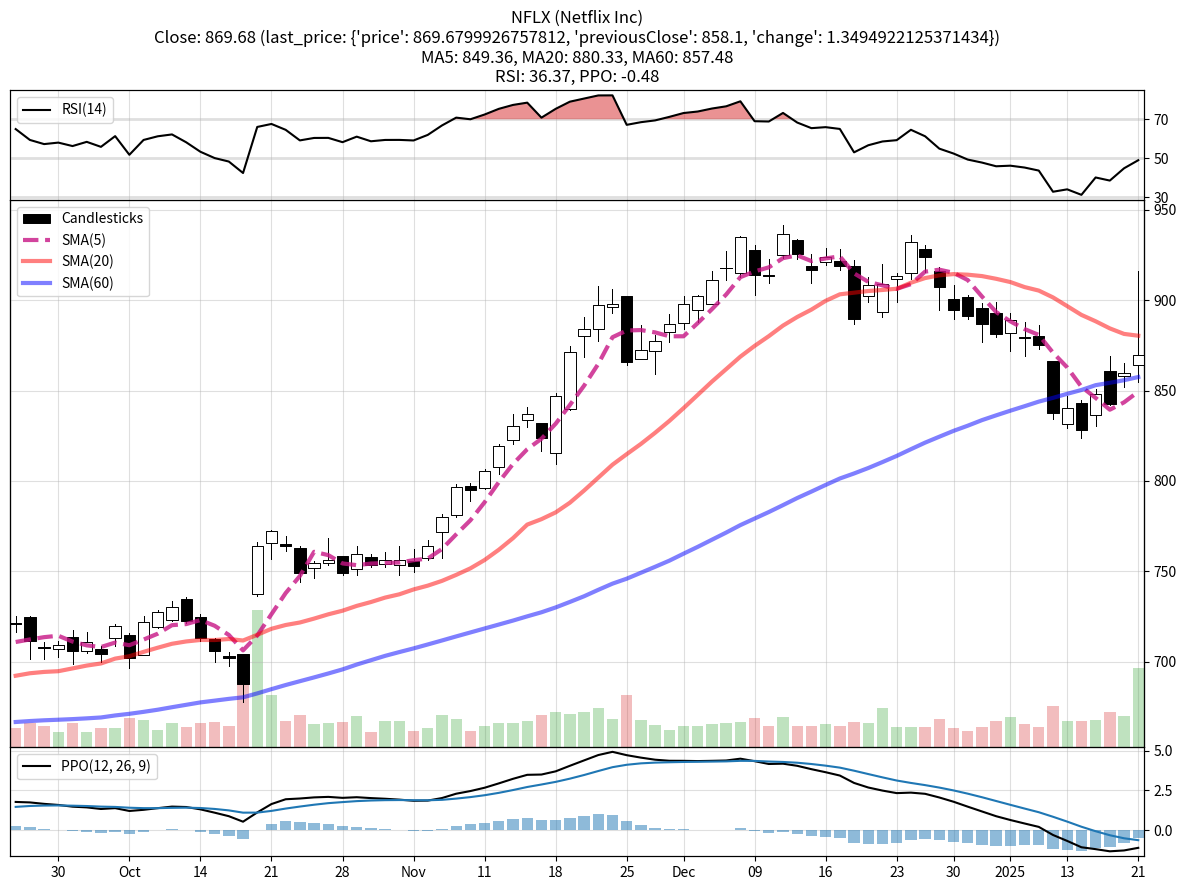 NFLX (Netflix Inc)
Close: 869.68 (last_price: {'price': 869.6799926757812, 'previousClose': 858.1, 'change': 1.3494922125371434})
MA5: 849.36, MA20: 880.33, MA60: 857.48
RSI: 36.37, PPO: -0.48
RSI(14)
70
50
30
Candlesticks
SMA(5)
SMA(20)
SMA(60)
950
900
850
800
750
700
PPO(12, 26, 9)
5.0
2.5
0.0
30 Oct 14 21 28 Nov 11 18 25 Dec 09 16 23 30 2025 13 21